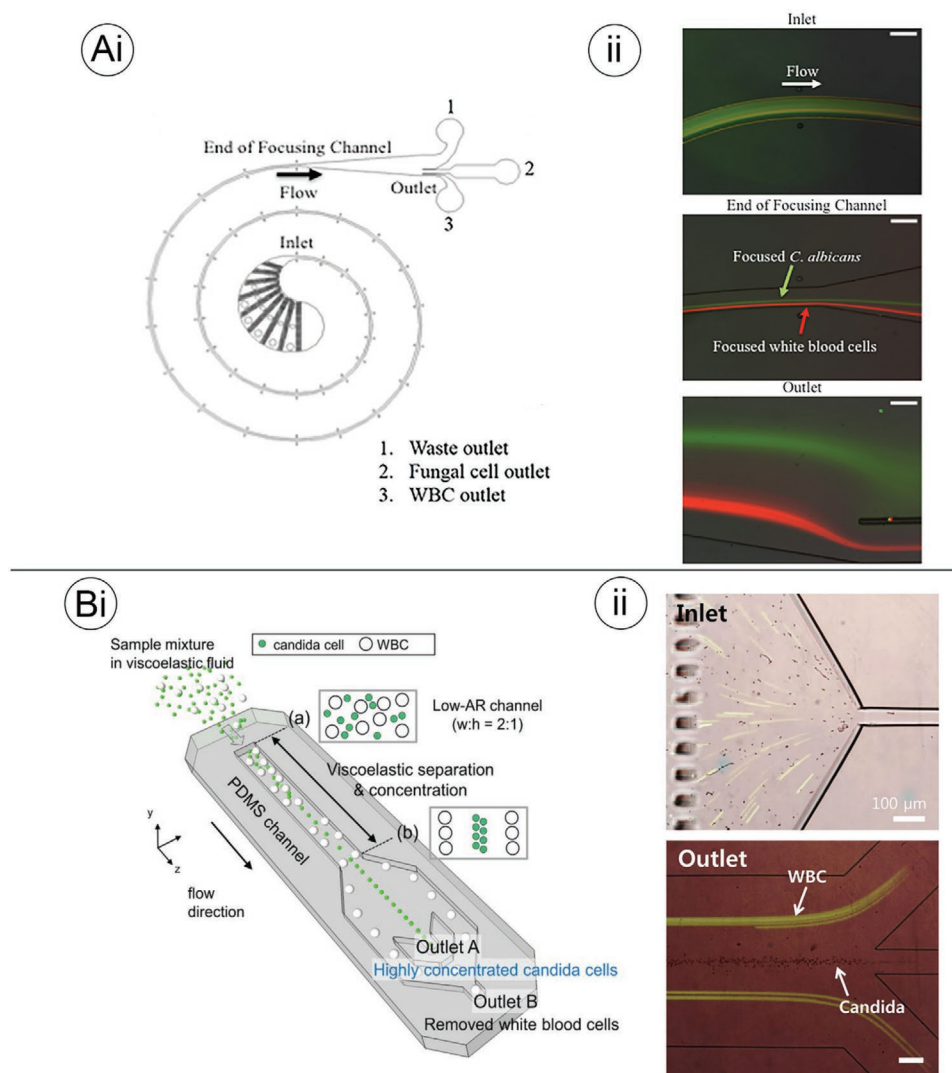 Ai
1
End of Focusing Channel
2
Flow
Outlet
3
Inlet
1. Waste outlet
2. Fungal cell outlet
3. WBC outlet
ii
Inlet
Flow
End of Focusing Channel
Focused C. albicans
Focused white blood cells
Outlet
Bi
Sample mixture
in viscoelastic fluid
candida cell WBC
(a)
Low-AR channel
(w:h = 2:1)
Viscoelastic separation
& concentration
PDMS channel
(b)
y
z
flow
direction
Outlet A
Highly concentrated candida cells
Outlet B
Removed white blood cells
ii
Inlet
100 µm
Outlet
WBC
Candida